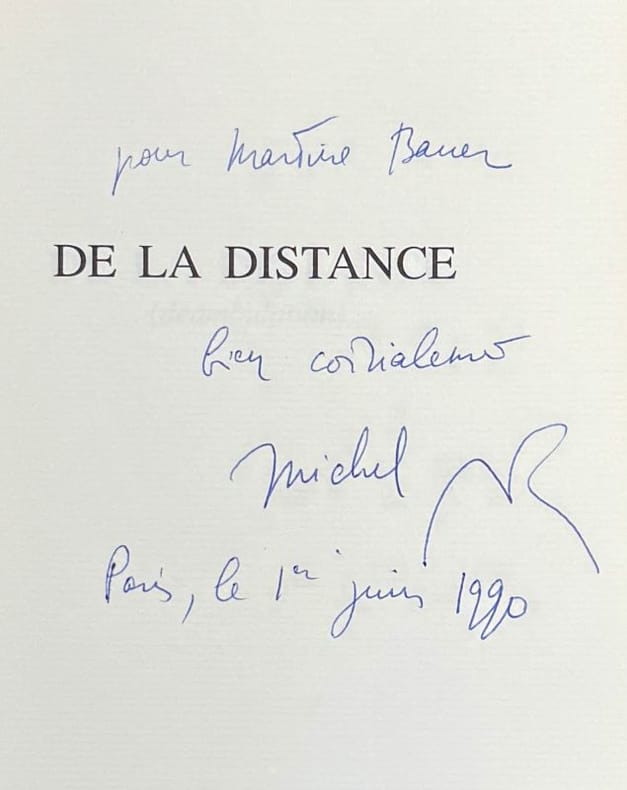 pour Martine Bauer
DE LA DISTANCE
bien cordialement
Michel
Paris, le 1er juin 1990